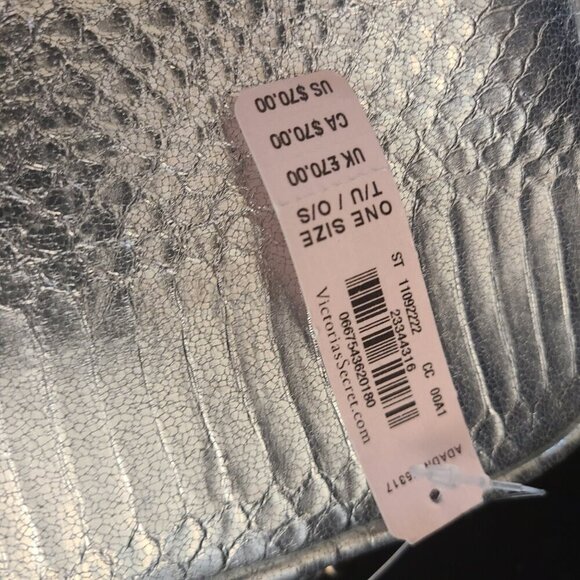 US $70.00
CA $70.00
UK £70.00
ONE SIZE
T/U / O/S
ST 11092222 CC 00A1
23344316
0667543620180
VictoriasSecret.com
5317